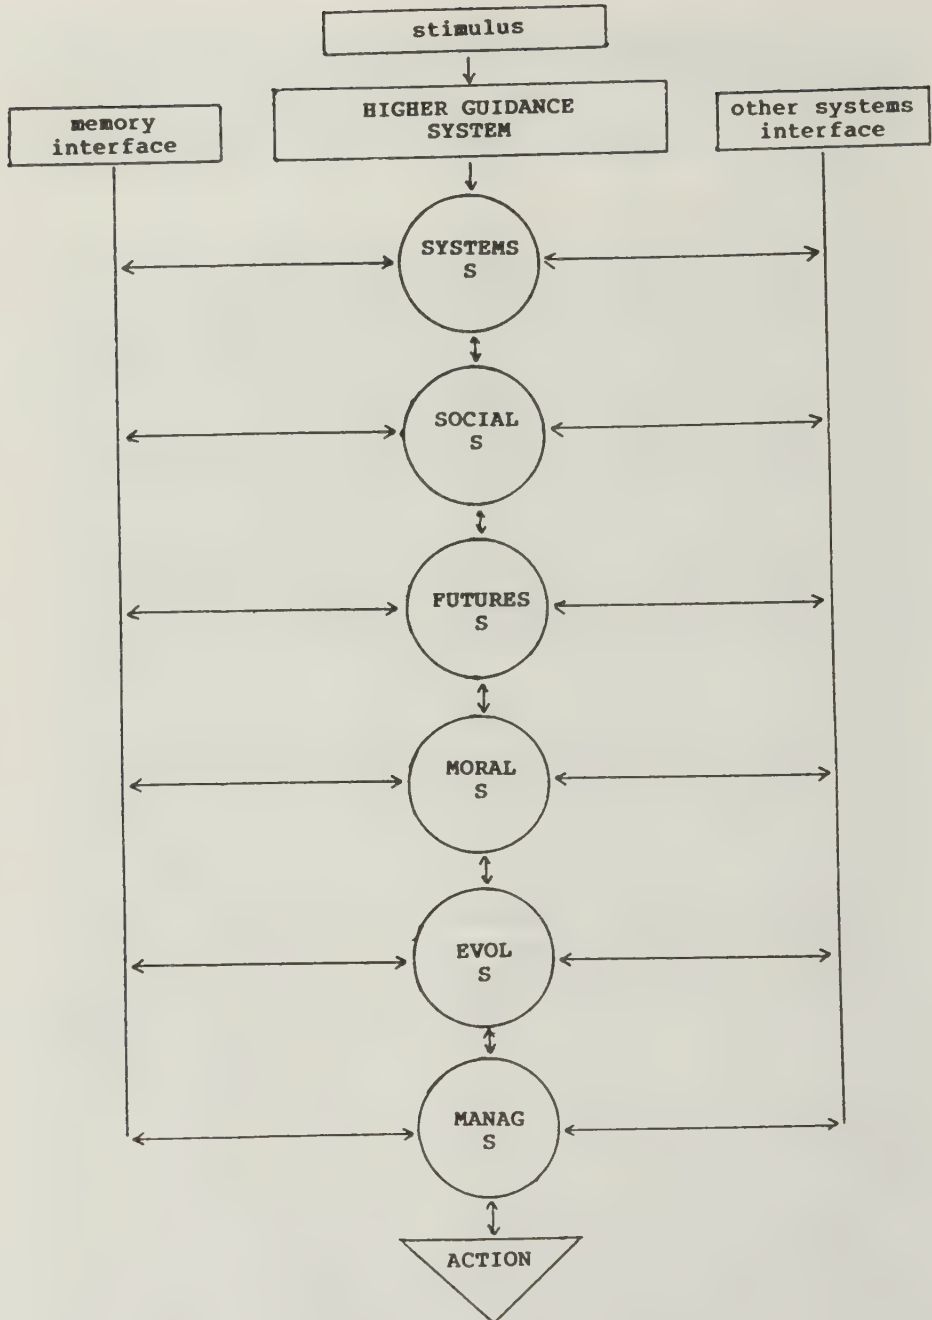 stimulus
HIGHER GUIDANCE
SYSTEM
memory
interface
other systems
interface
SYSTEMS
S
SOCIAL
S
FUTURES
S
MORAL
S
EVOL
S
MANAG
S
ACTION